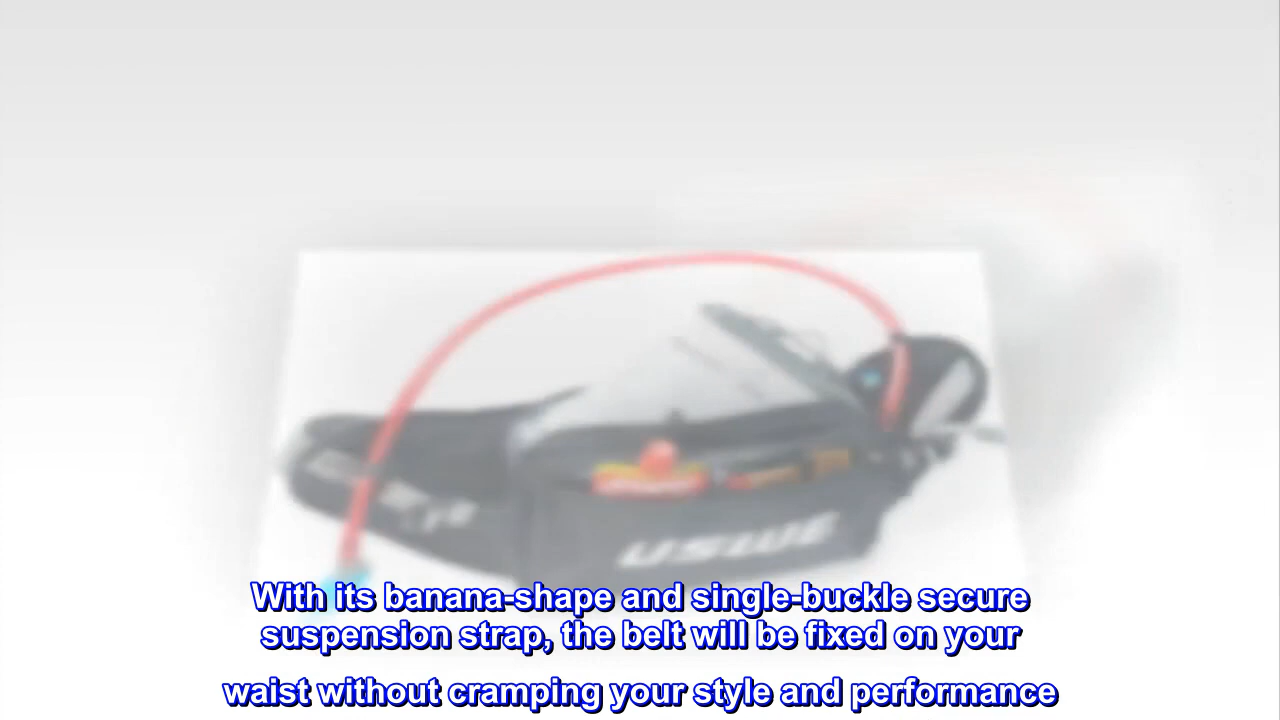 USWE
With its banana-shape and single-buckle secure
suspension strap, the belt will be fixed on your
waist without cramping your style and performance